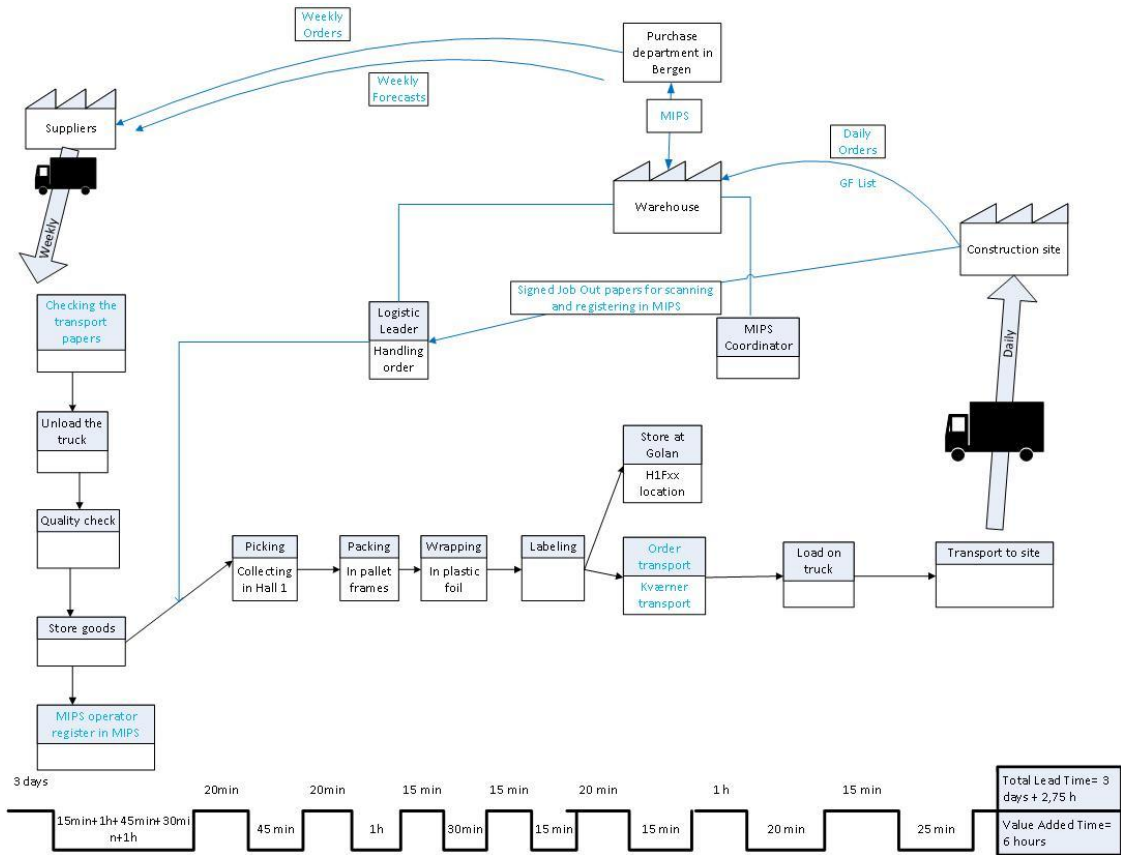 Weekly
Orders
Purchase
department in
Bergen
Weekly
Forecasts
Suppliers
MIPS
Daily
Orders
GF List
Warehouse
Weekly
Construction site
Checking the
transport
papers
Signed Job Out papers for scanning
and registering in MIPS
Logistic
Leader
Handling
order
MIPS
Coordinator
Daily
Unload the
truck
Store at
Golan
H1Fxx
location
Quality check
Picking
Collecting
in Hall 1
Packing
In pallet
frames
Wrapping
In plastic
foil
Labeling
Order
transport
Kværner
transport
Load on
truck
Transport to site
Store goods
MIPS operator
register in MIPS
3 days
20min
20min
15 min
15 min
20 min
1 h
15 min
15min+1h+45min+30mi
n+1h
45 min
1h
30min
15 min
15 min
20 min
25 min
Total Lead Time= 3
days + 2,75 h
Value Added Time=
6 hours